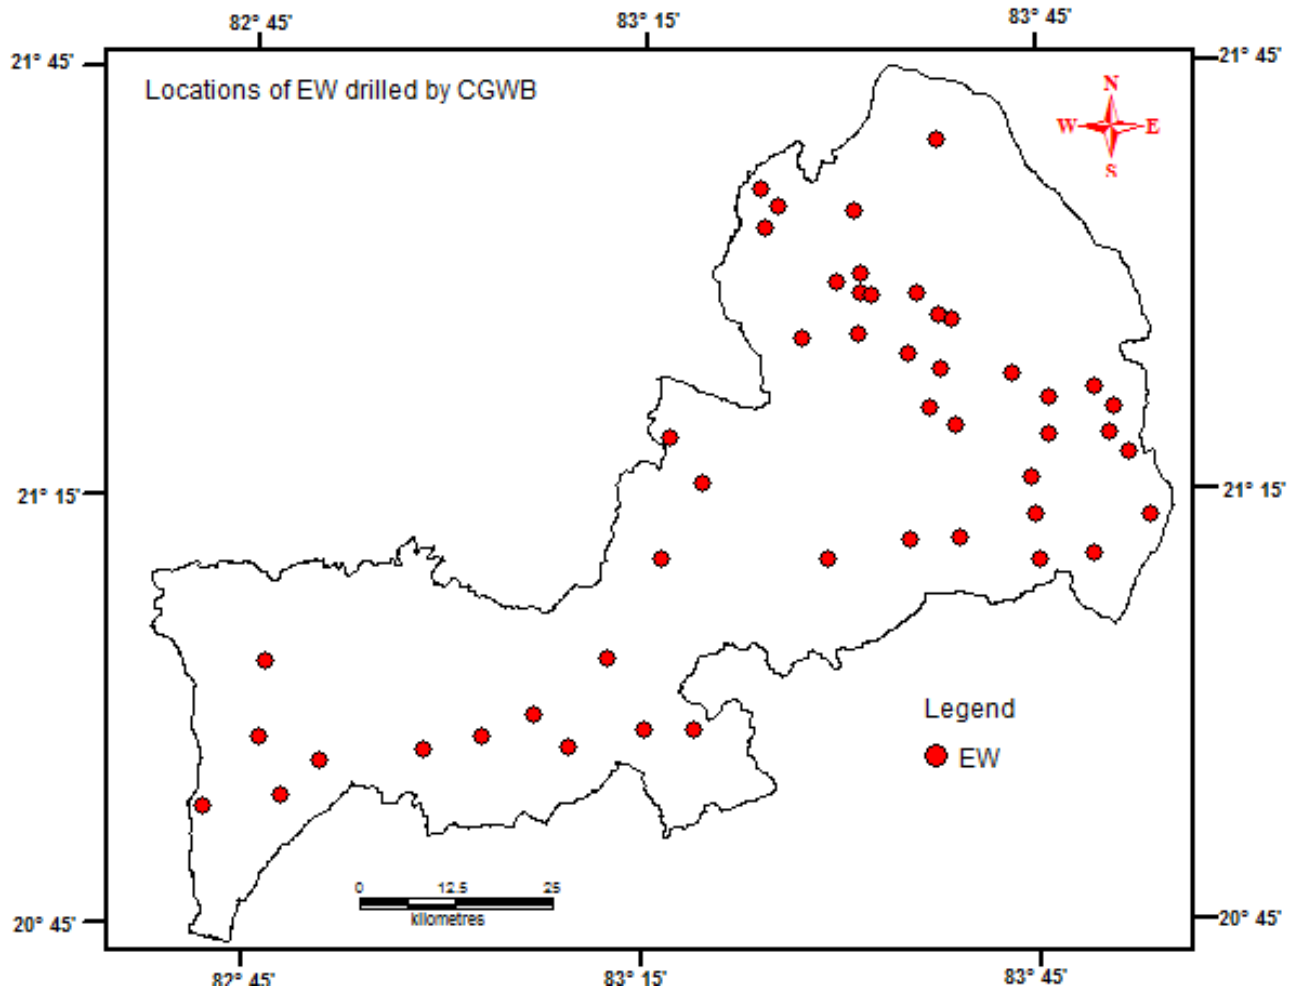 82° 45'
83° 15'
83° 45'
21° 45'
21° 45'
Locations of EW drilled by CGWB
N
W E
S
21° 15'
21° 15'
Legend
EW
0 12.5 25
kilometres
20° 45'
20° 45'
82° 45'
83° 15'
83° 45'